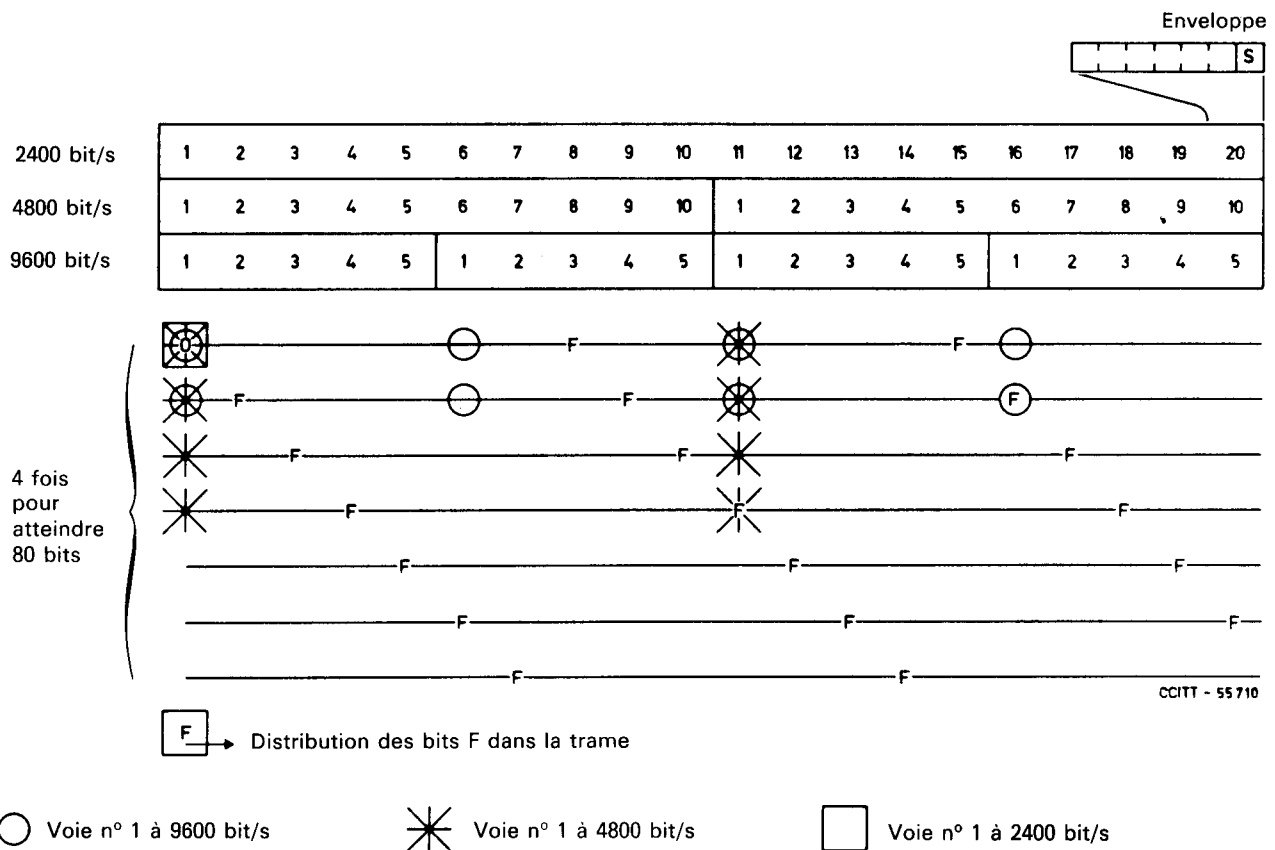 Enveloppe
S
2400 bit/s 1 2 3 4 5 6 7 8 9 10 11 12 13 14 15 16 17 18 19 20
4800 bit/s 1 2 3 4 5 6 7 8 9 10 1 2 3 4 5 6 7 8 9 10
9600 bit/s 1 2 3 4 5 1 2 3 4 5 1 2 3 4 5 1 2 3 4 5
0 F F
F F F
F F
F
4 fois
pour
atteindre
80 bits
F F F
F F F
F F F
F F
CCITT - 55710
F Distribution des bits F dans la trame
Voie nº 1 à 9600 bit/s Voie nº 1 à 4800 bit/s Voie nº 1 à 2400 bit/s